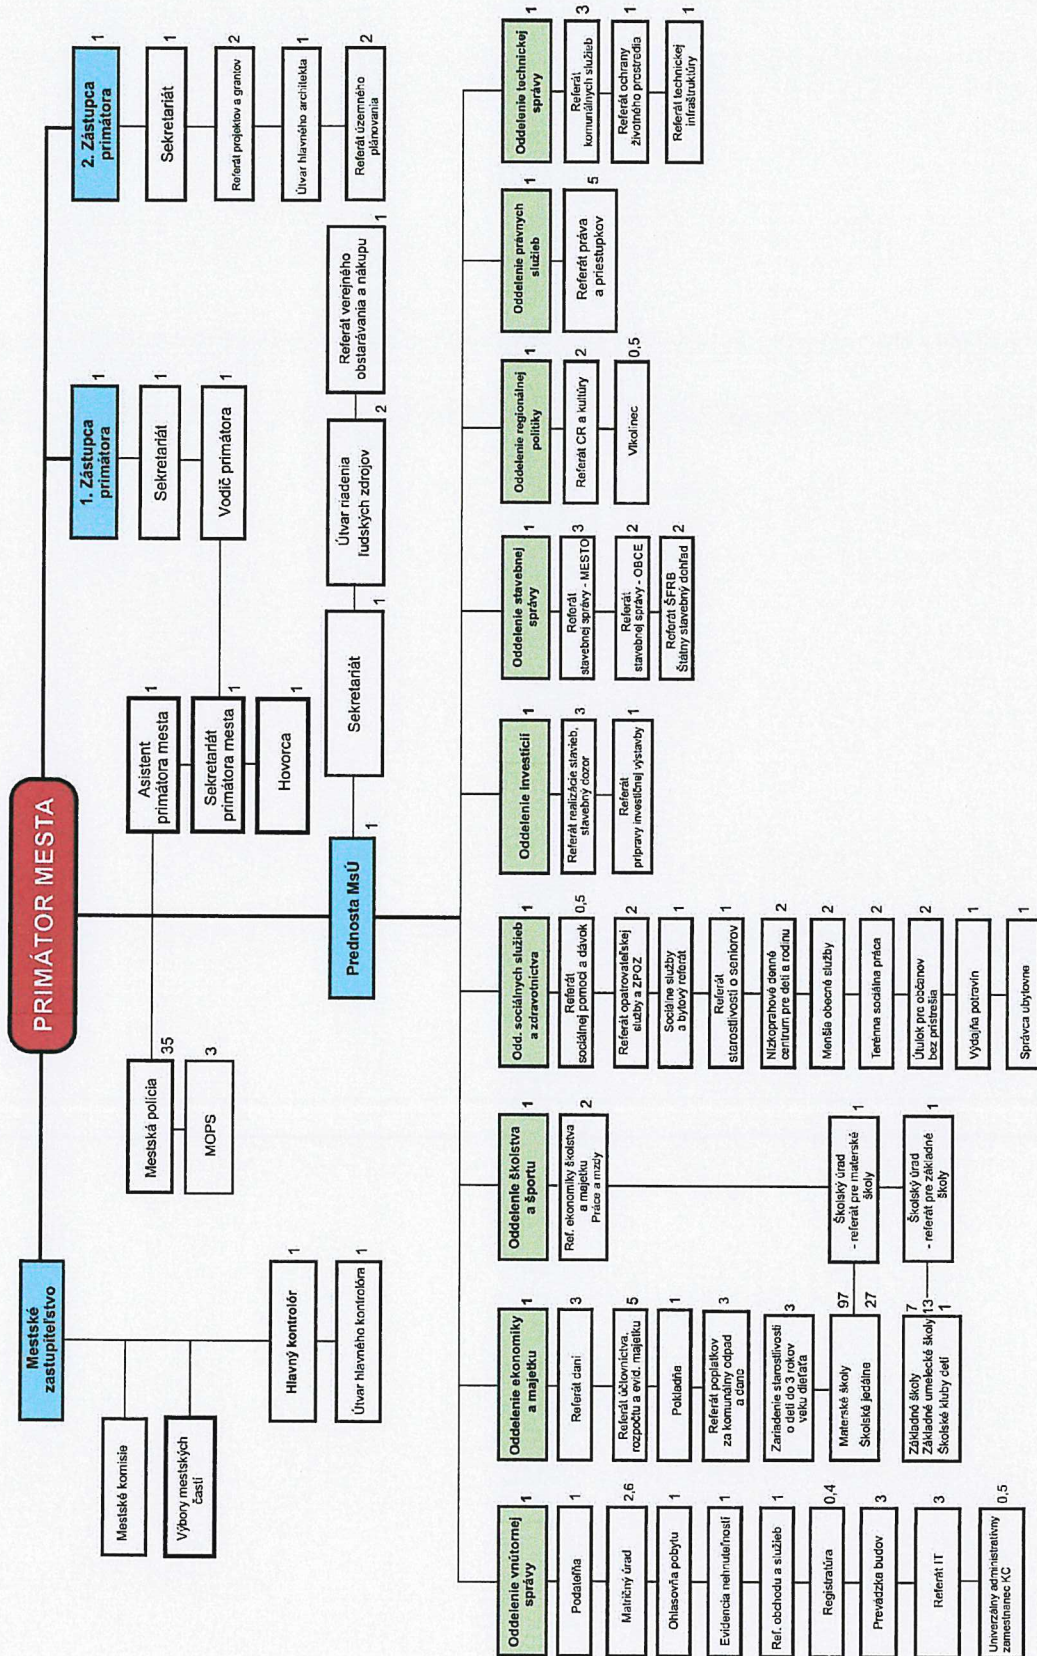 PRIMÁTOR MESTA
Mestské
zastupiteľstvo
Mestské komisie
Výbory mestských
častí
Hlavný kontrolór
1
Útvar hlavného kontrolóra
1
Mestská polícia
35
MOPS
3
Asistent
primátora mesta
1
Sekretariát
primátora mesta
1
Hovorca
1
1. Zástupca
primátora
1
Sekretariát
1
Vodič primátora
1
2. Zástupca
primátora
1
Sekretariát
1
Referát projektov a grantov
2
Útvar hlavného architekta
1
Referát územného
plánovania
2
Prednosta MsÚ
1
Sekretariát
1
Útvar riadenia
ľudských zdrojov
2
Referát verejného
obstarávania a nákupu
1
Oddelenie vnútornej
správy
1
Podateľňa
1
Matričný úrad
2,6
Ohlasovňa pobytu
1
Evidencia nehnuteľností
1
Ref. obchodu a služieb
1
Registratúra
0,4
Prevádzka budov
3
Referát IT
3
Univerzálny administratívny
zamestnanec KC
0,5
Oddelenie ekonomiky
a majetku
1
Referát daní
3
Referát účtovníctva,
rozpočtu a evid. majetku
5
Pokladňa
1
Referát poplatkov
za komunálny odpad
a dane
3
Zariadenie starostlivosti
o deti do 3 rokov
veku dieťaťa
3
Materské školy
97
Školské jedálne
27
Základné školy
7
Základné umelecké školy
13
Školské kluby detí
1
Oddelenie školstva
a športu
1
Ref. ekonomiky školstva
a majetku
Práce a mzdy
2
Školský úrad
- referát pre materské
školy
1
Školský úrad
- referát pre základné
školy
1
Odd. sociálnych služieb
a zdravotníctva
1
Referát
sociálnej pomoci a dávok
0,5
Referát opatrovateľskej
služby a ZPOZ
2
Sociálne služby
a bytový referát
1
Referát
starostlivosti o seniorov
1
Nízkoprahové denné
centrum pre deti a rodinu
2
Menšie obecné služby
2
Terénna sociálna práca
2
Útulok pre občanov
bez prístrešia
2
Výdajňa potravín
1
Správca ubytovne
1
Oddelenie investícií
1
Referát realizácie stavieb,
stavebný dozor
3
Referát
prípravy investičnej výstavby
1
Oddelenie stavebnej
správy
1
Referát
stavebnej správy - MESTO
3
Referát
stavebnej správy - OBCE
2
Referát ŠFRB
Štátny stavebný dohľad
2
Oddelenie regionálnej
politiky
1
Referát CR a kultúry
2
Vlkolínec
0,5
Oddelenie právnych
služieb
1
Referát práva
a priestupkov
5
Oddelenie technickej
správy
1
Referát
komunálnych služieb
3
Referát ochrany
životného prostredia
1
Referát technickej
infraštruktúry
1